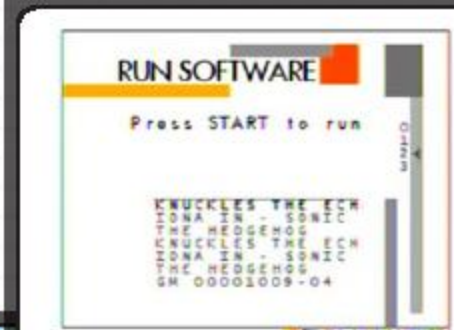 RUN SOFTWARE
Press START to run
KNUCKLES THE ECH
IDNA IN - SONIC
THE HEDGEHOG
KNUCKLES THE ECH
IDNA IN - SONIC
THE HEDGEHOG
GM 00001009-04